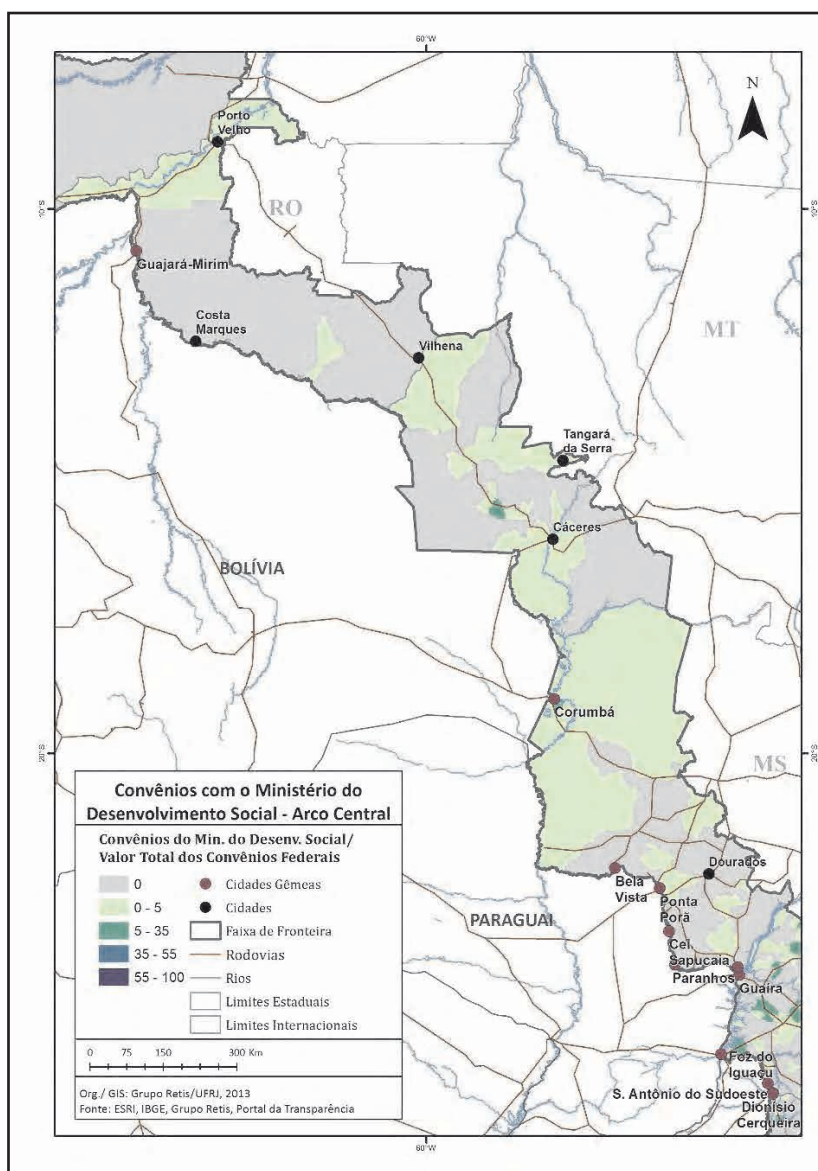 60°W
N
Porto
Velho
10°S
10°S
RO
Guajará-Mirim
MT
Costa
Marques
Vilhena
Tangará
da Serra
Cáceres
BOLÍVIA
Corumbá
20°S
20°S
MS
Dourados
Bela
Vista
Ponta
Porã
PARAGUAI
Cel
Sapucaia
Paranhos
Guaíra
Foz do
Iguaçu
S. Antônio do Sudoeste
Dionísio
Cerqueira
Convênios com o Ministério do
Desenvolvimento Social - Arco Central
Convênios do Min. do Desenv. Social/
Valor Total dos Convênios Federais
0
0 - 5
5 - 35
35 - 55
55 - 100
Cidades Gêmeas
Cidades
Faixa de Fronteira
Rodovias
Rios
Limites Estaduais
Limites Internacionais
0 75 150 300 Km
Org./ GIS: Grupo Retis/UFRJ, 2013
Fonte: ESRI, IBGE, Grupo Retis, Portal da Transparência
60°W